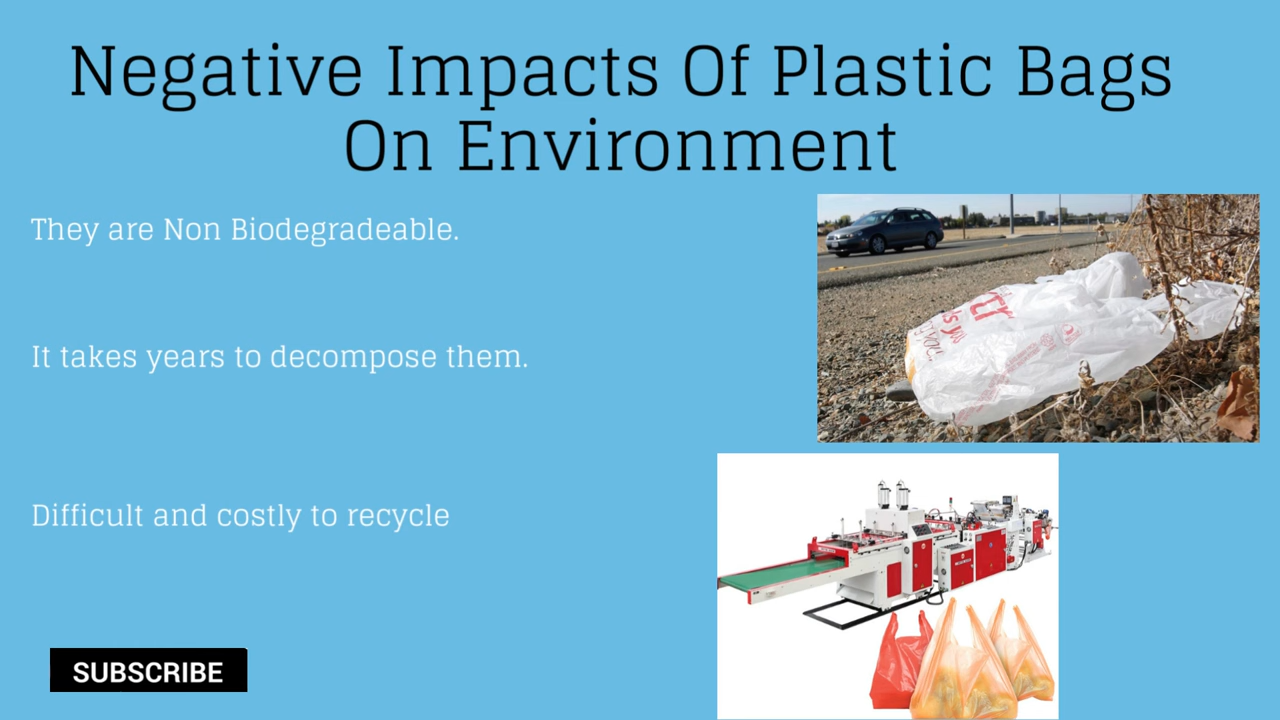 Negative Impacts Of Plastic Bags
On Environment
They are Non Biodegradeable.
It takes years to decompose them.
Difficult and costly to recycle
SUBSCRIBE